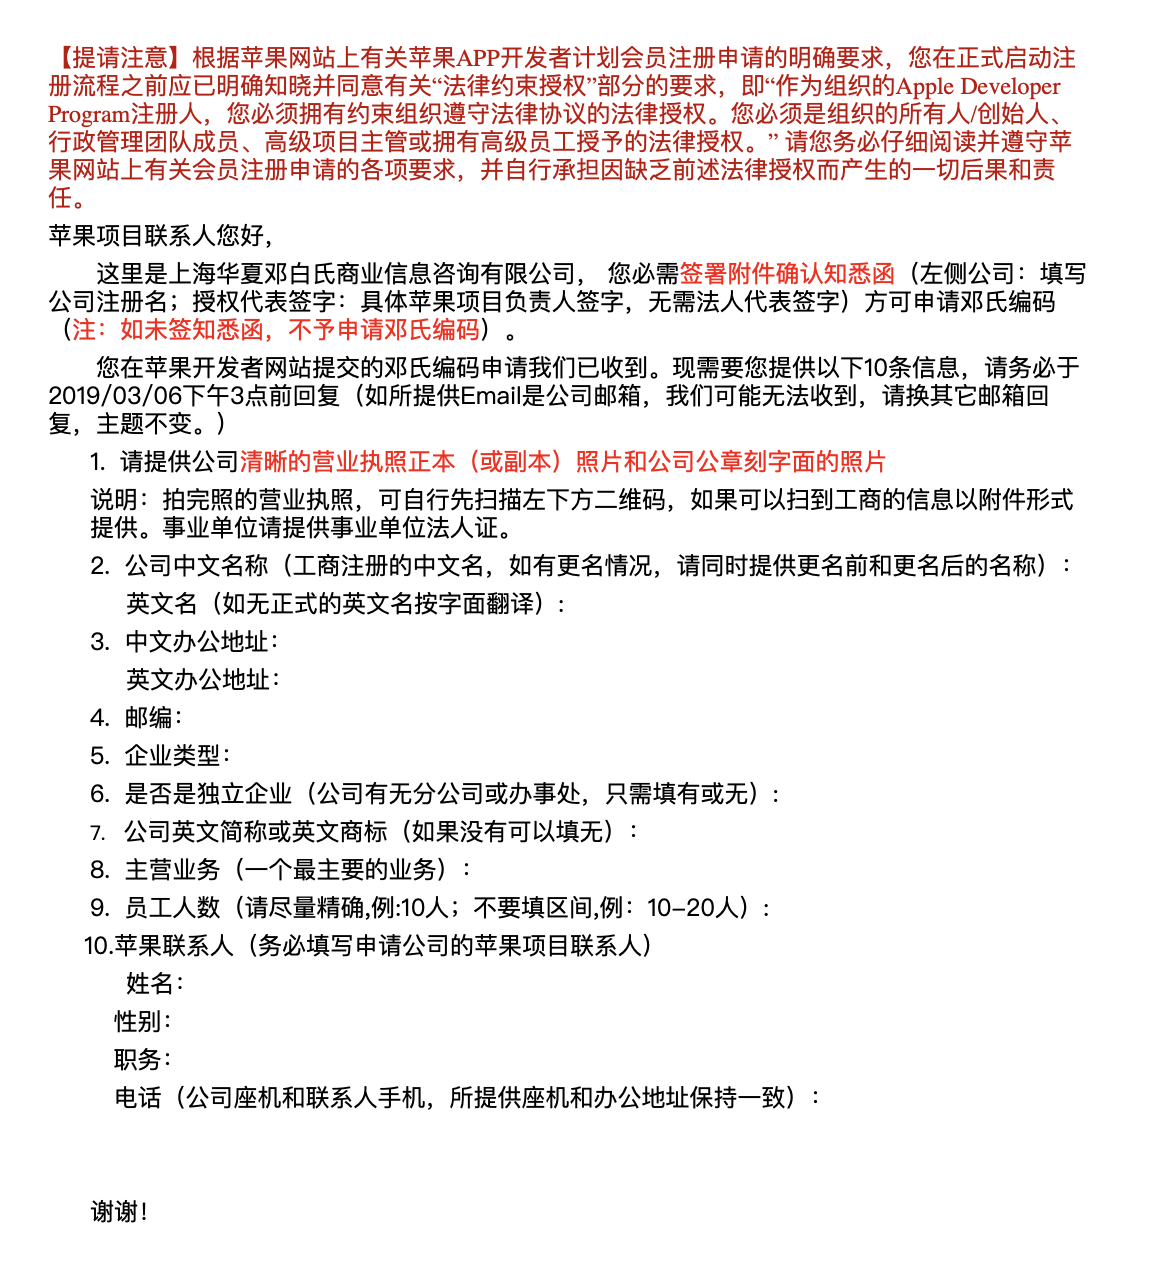 【提请注意】根据苹果网站上有关苹果APP开发者计划会员注册申请的明确要求，您在正式启动注
册流程之前应已明确知晓并同意有关“法律约束授权”部分的要求，即“作为组织的Apple Developer
Program注册人，您必须拥有约束组织遵守法律协议的法律授权。您必须是组织的所有人/创始人、
行政管理团队成员、高级项目主管或拥有高级员工授予的法律授权。” 请您务必仔细阅读并遵守苹
果网站上有关会员注册申请的各项要求，并自行承担因缺乏前述法律授权而产生的一切后果和责
任。
苹果项目联系人您好，
这里是上海华夏邓白氏商业信息咨询有限公司， 您必需签署附件确认知悉函（左侧公司：填写
公司注册名；授权代表签字：具体苹果项目负责人签字，无需法人代表签字）方可申请邓氏编码
（注：如未签知悉函，不予申请邓氏编码）。
您在苹果开发者网站提交的邓氏编码申请我们已收到。现需要您提供以下10条信息，请务必于
2019/03/06下午3点前回复（如所提供Email是公司邮箱，我们可能无法收到，请换其它邮箱回
复，主题不变。）
1. 请提供公司清晰的营业执照正本（或副本）照片和公司公章刻字面的照片
说明：拍完照的营业执照，可自行先扫描左下方二维码，如果可以扫到工商的信息以附件形式
提供。事业单位请提供事业单位法人证。
2. 公司中文名称（工商注册的中文名，如有更名情况，请同时提供更名前和更名后的名称）：
英文名（如无正式的英文名按字面翻译）:
3. 中文办公地址：
英文办公地址：
4. 邮编：
5. 企业类型：
6. 是否是独立企业（公司有无分公司或办事处，只需填有或无）:
7. 公司英文简称或英文商标（如果没有可以填无）：
8. 主营业务（一个最主要的业务）：
9. 员工人数（请尽量精确,例:10人；不要填区间,例：10–20人）:
10.苹果联系人（务必填写申请公司的苹果项目联系人）
姓名：
性别：
职务：
电话（公司座机和联系人手机，所提供座机和办公地址保持一致）：
谢谢！